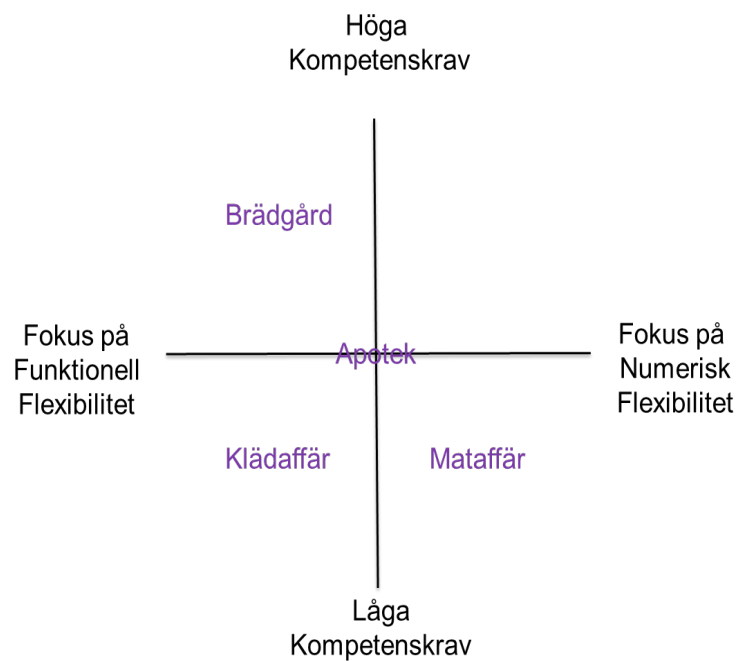 Höga
Kompetenskrav
Brädgård
Fokus på
Funktionell
Flexibilitet
Apotek
Fokus på
Numerisk
Flexibilitet
Klädaffär
Mataffär
Låga
Kompetenskrav